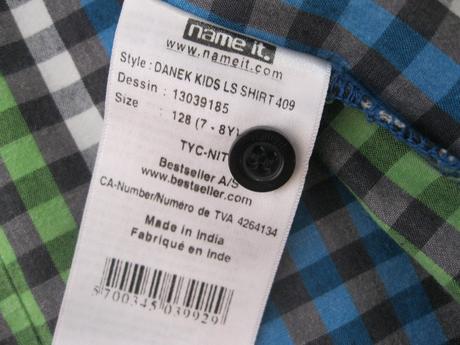 name it.
www.nameit.com
Style : DANEK KIDS LS SHIRT 409
Dessin : 13039185
Size : 128 (7 - 8Y)
TYC-NIT
Bestseller A/S
www.bestseller.com
CA-Number/Numéro de TVA 4264134
Made in India
Fabriqué en Inde
5700345039929